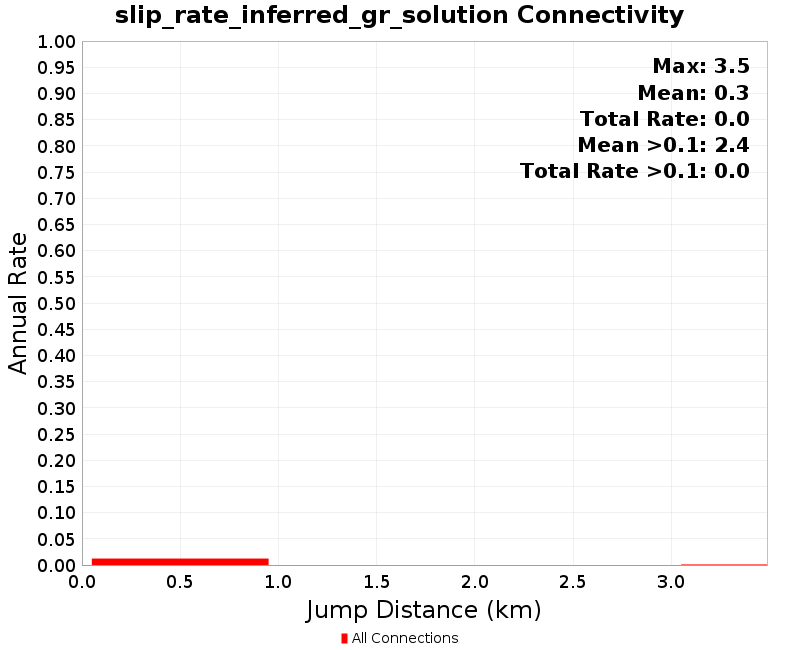 slip_rate_inferred_gr_solution Connectivity
Max: 3.5
Mean: 0.3
Total Rate: 0.0
Mean >0.1: 2.4
Total Rate >0.1: 0.0
Annual Rate
1.00
0.95
0.90
0.85
0.80
0.75
0.70
0.65
0.60
0.55
0.50
0.45
0.40
0.35
0.30
0.25
0.20
0.15
0.10
0.05
0.00
0.0 0.5 1.0 1.5 2.0 2.5 3.0
Jump Distance (km)
All Connections